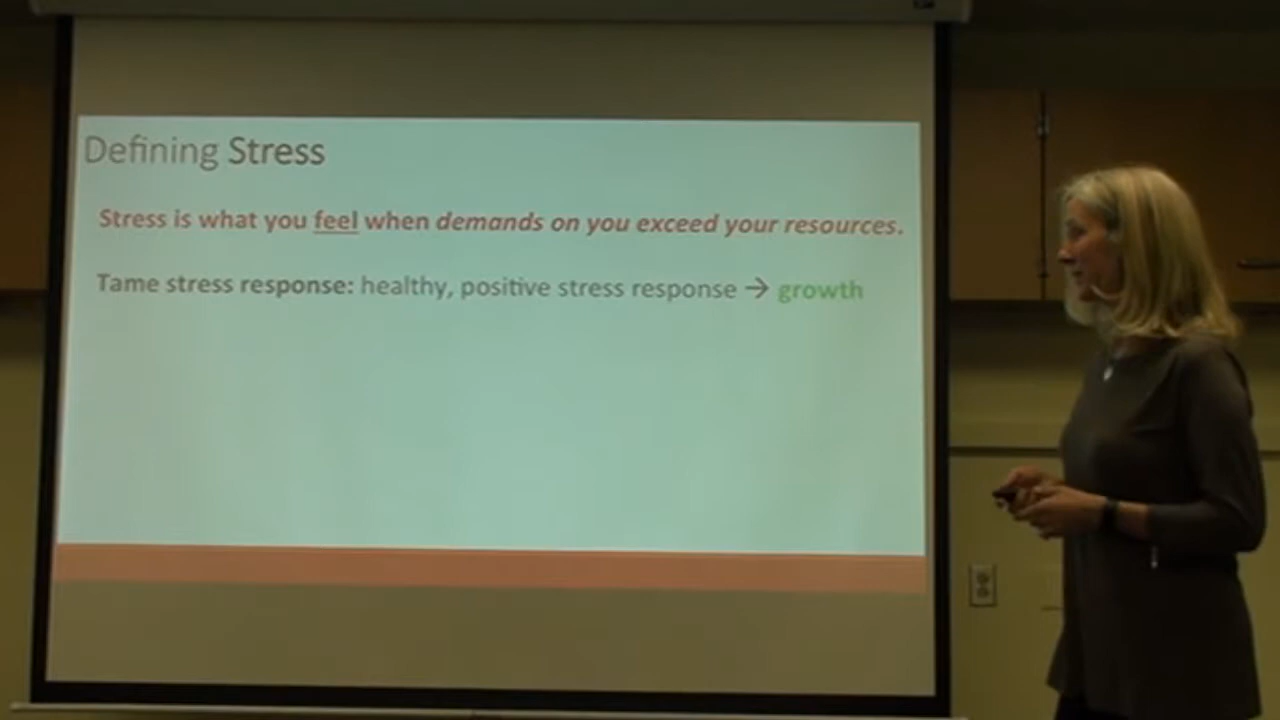 Defining Stress
Stress is what you feel when demands on you exceed your resources.
Tame stress response: healthy, positive stress response → growth